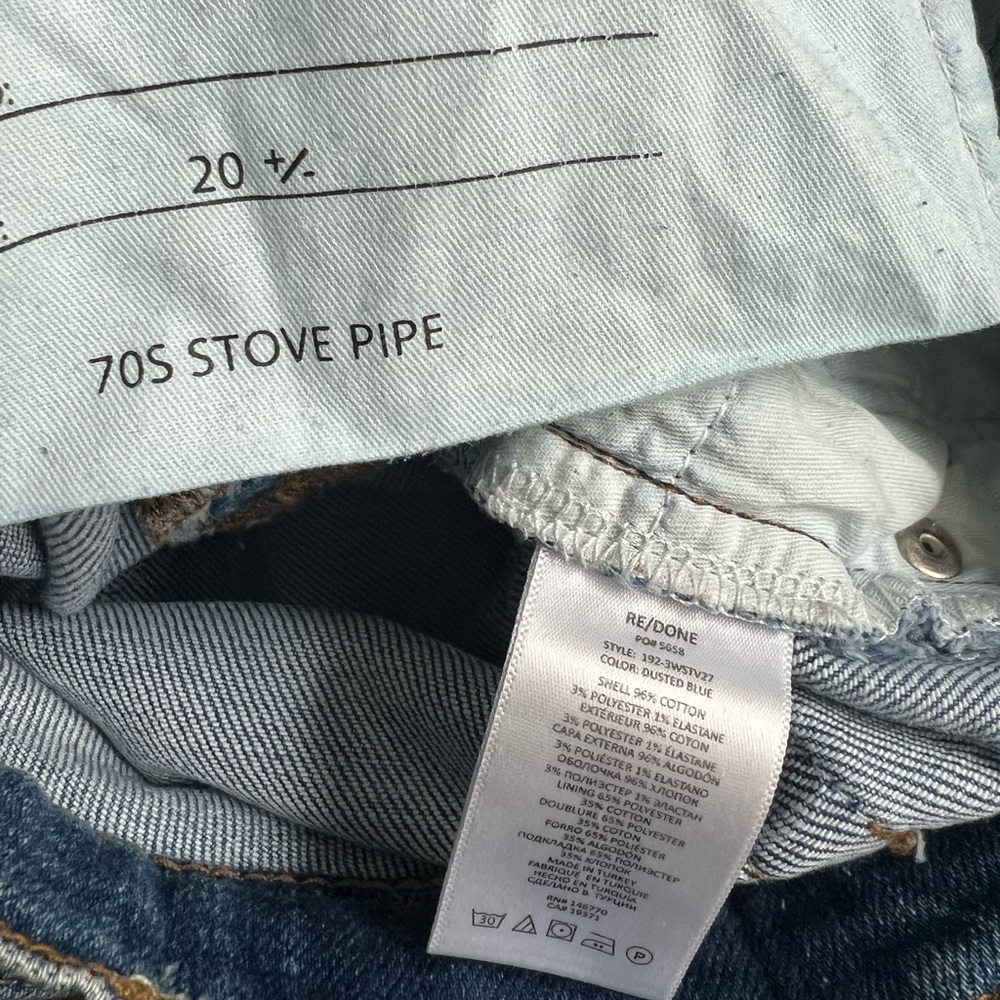 20 +/-
70S STOVE PIPE
RE/DONE
PO# 5658
STYLE: 192-3WSTV27
COLOR: DUSTED BLUE
SHELL 96% COTTON
3% POLYESTER 1% ELASTANE
EXTÉRIEUR 96% COTON
3% POLYESTER 1% ÉLASTANE
CAPA EXTERNA 96% ALGODÓN
3% POLIÉSTER 1% ELASTANO
ОБОЛОЧКА 96% ХЛОПОК
3% ПОЛИЭСТЕР 1% ЭЛАСТАН
LINING 65% POLYESTER
35% COTTON
DOUBLURE 65% POLYESTER
35% COTON
FORRO 65% POLIÉSTER
35% ALGODÓN
ПОДКЛАДКА 65% ПОЛИЭСТЕР
35% ХЛОПОК
MADE IN TURKEY
FABRIQUÉ EN TURQUIE
HECHO EN TURQUÍA
СДЕЛАНО В ТУРЦИИ
RN# 146770
CA# 19571
30 P